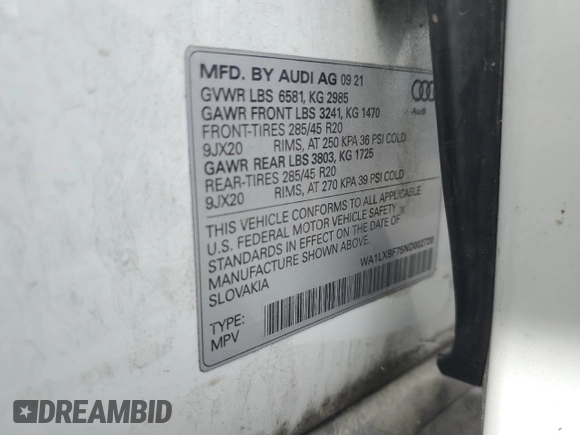 MFD. BY AUDI AG 09 21
GVWR LBS 6581, KG 2985
GAWR FRONT LBS 3241, KG 1470
FRONT-TIRES 285/45 R20
9JX20 RIMS, AT 250 KPA 36 PSI COLD
GAWR REAR LBS 3803, KG 1725
REAR-TIRES 285/45 R20
9JX20 RIMS, AT 270 KPA 39 PSI COLD
THIS VEHICLE CONFORMS TO ALL APPLICABLE
U.S. FEDERAL MOTOR VEHICLE SAFETY
STANDARDS IN EFFECT ON THE DATE OF
MANUFACTURE SHOWN ABOVE.
SLOVAKIA
TYPE:
MPV
Audi
DREAMBID